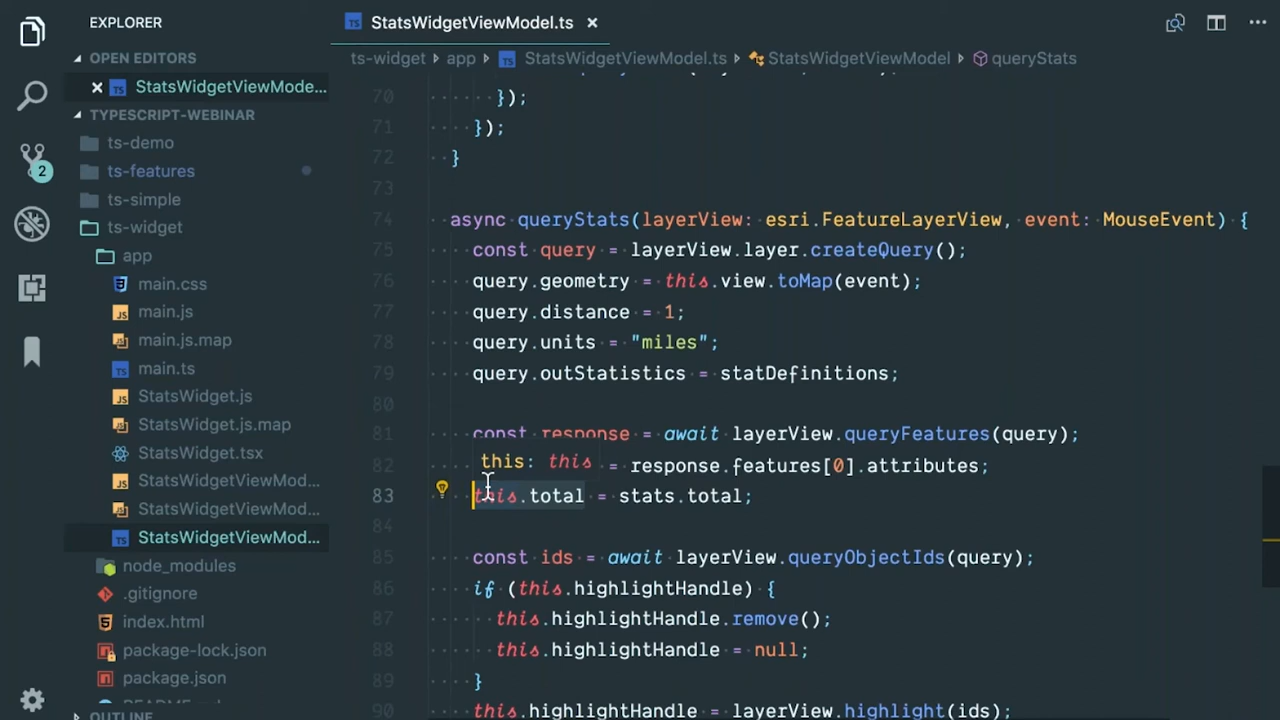 EXPLORER
OPEN EDITORS
StatsWidgetViewMode...
TYPESCRIPT-WEBINAR
ts-demo
ts-features
ts-simple
ts-widget
app
main.css
main.js
main.js.map
main.ts
StatsWidget.js
StatsWidget.js.map
StatsWidget.tsx
StatsWidgetViewMod...
StatsWidgetViewMod...
StatsWidgetViewMod...
node_modules
.gitignore
index.html
package-lock.json
package.json
OUTLINE
2
StatsWidgetViewModel.ts
ts-widget app StatsWidgetViewModel.ts StatsWidgetViewModel queryStats
70 });
71 });
72 }
73
74 async queryStats(layerView: esri.FeatureLayerView, event: MouseEvent) {
75 const query = layerView.layer.createQuery();
76 query.geometry = this.view.toMap(event);
77 query.distance = 1;
78 query.units = "miles";
79 query.outStatistics = statDefinitions;
80
81 const response = await layerView.queryFeatures(query);
this: this
82 = response.features[0].attributes;
83 this.total = stats.total;
84
85 const ids = await layerView.queryObjectIds(query);
86 if (this.highlightHandle) {
87 this.highlightHandle.remove();
88 this.highlightHandle = null;
89 }
90 this.highlightHandle = layerView.highlight(ids);